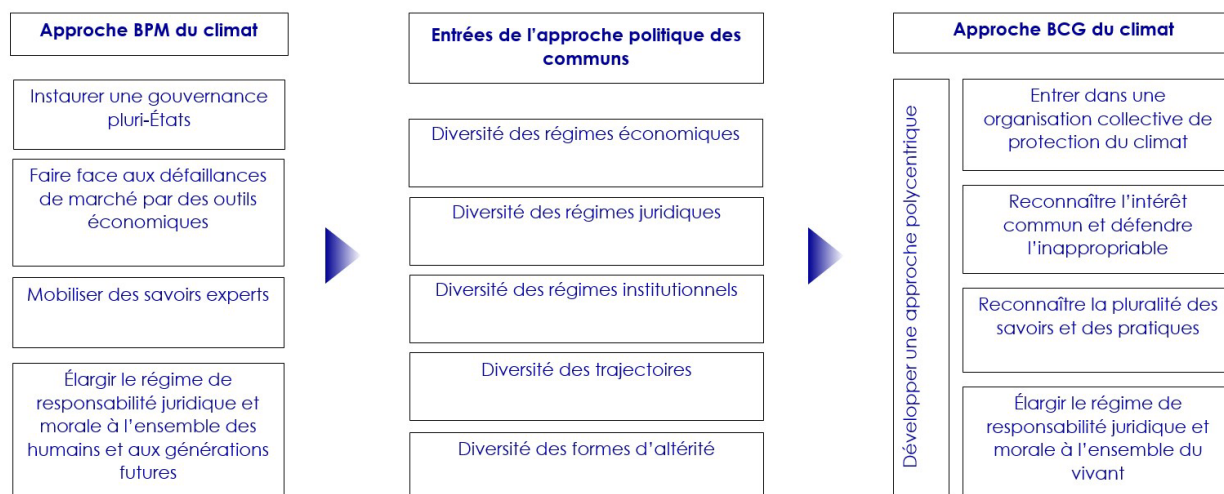 Approche BPM du climat
Instaurer une gouvernance
pluri-États
Faire face aux défaillances
de marché par des outils
économiques
Mobiliser des savoirs experts
Élargir le régime de
responsabilité juridique et
morale à l'ensemble des
humains et aux générations
futures
Entrées de l'approche politique des
communs
Diversité des régimes économiques
Diversité des régimes juridiques
Diversité des régimes institutionnels
Diversité des trajectoires
Diversité des formes d'altérité
Approche BCG du climat
Développer une approche polycentrique
Entrer dans une
organisation collective de
protection du climat
Reconnaître l'intérêt
commun et défendre
l'inappropriable
Reconnaître la pluralité des
savoirs et des pratiques
Élargir le régime de
responsabilité juridique et
morale à l'ensemble du
vivant